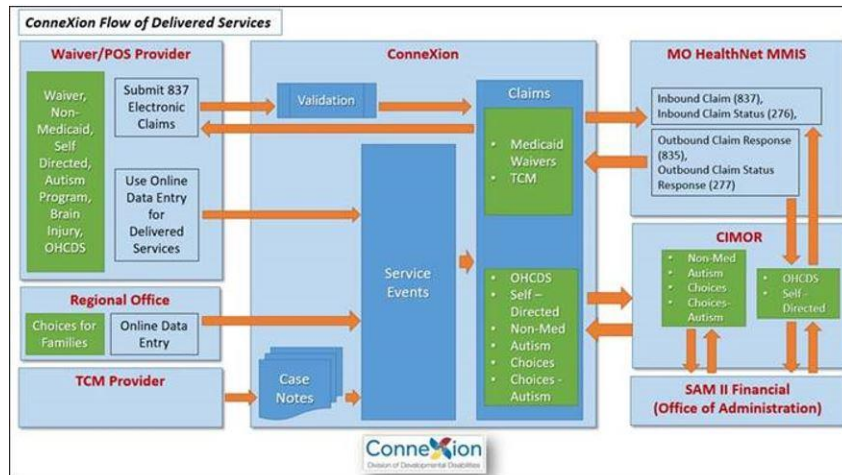 ConneXion Flow of Delivered Services
Waiver/POS Provider
Waiver,
Non-
Medicaid,
Self
Directed,
Autism
Program,
Brain
Injury,
OHCDS
Submit 837
Electronic
Claims
Use Online
Data Entry
for
Delivered
Services
Regional Office
Choices for
Families
Online Data
Entry
TCM Provider
ConneXion
Validation
Service
Events
Case
Notes
Claims
• Medicaid
Waivers
• TCM
• OHCDS
• Self –
Directed
• Non-Med
• Autism
• Choices
• Choices -
Autism
MO HealthNet MMIS
Inbound Claim (837),
Inbound Claim Status (276),
Outbound Claim Response
(835),
Outbound Claim Status
Response (277)
CIMOR
• Non-Med
• Autism
• Choices
• Choices-
Autism
• OHCDS
• Self -
Directed
SAM II Financial
(Office of Administration)
ConneXion
Division of Developmental Disabilities